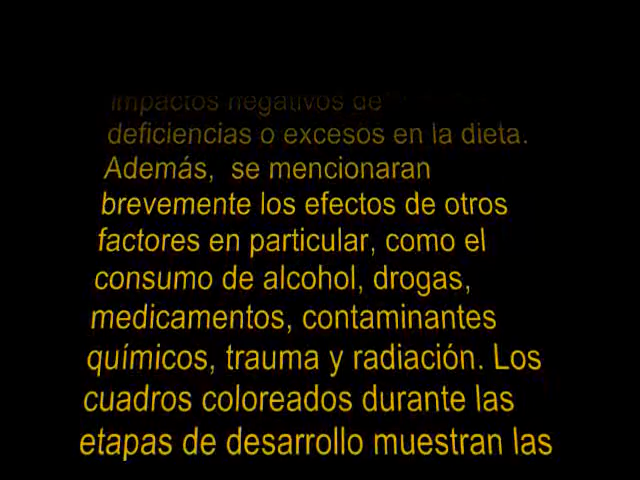 impactos negativos de
deficiencias o excesos en la dieta.
Además, se mencionaran
brevemente los efectos de otros
factores en particular, como el
consumo de alcohol, drogas,
medicamentos, contaminantes
químicos, trauma y radiación. Los
cuadros coloreados durante las
etapas de desarrollo muestran las